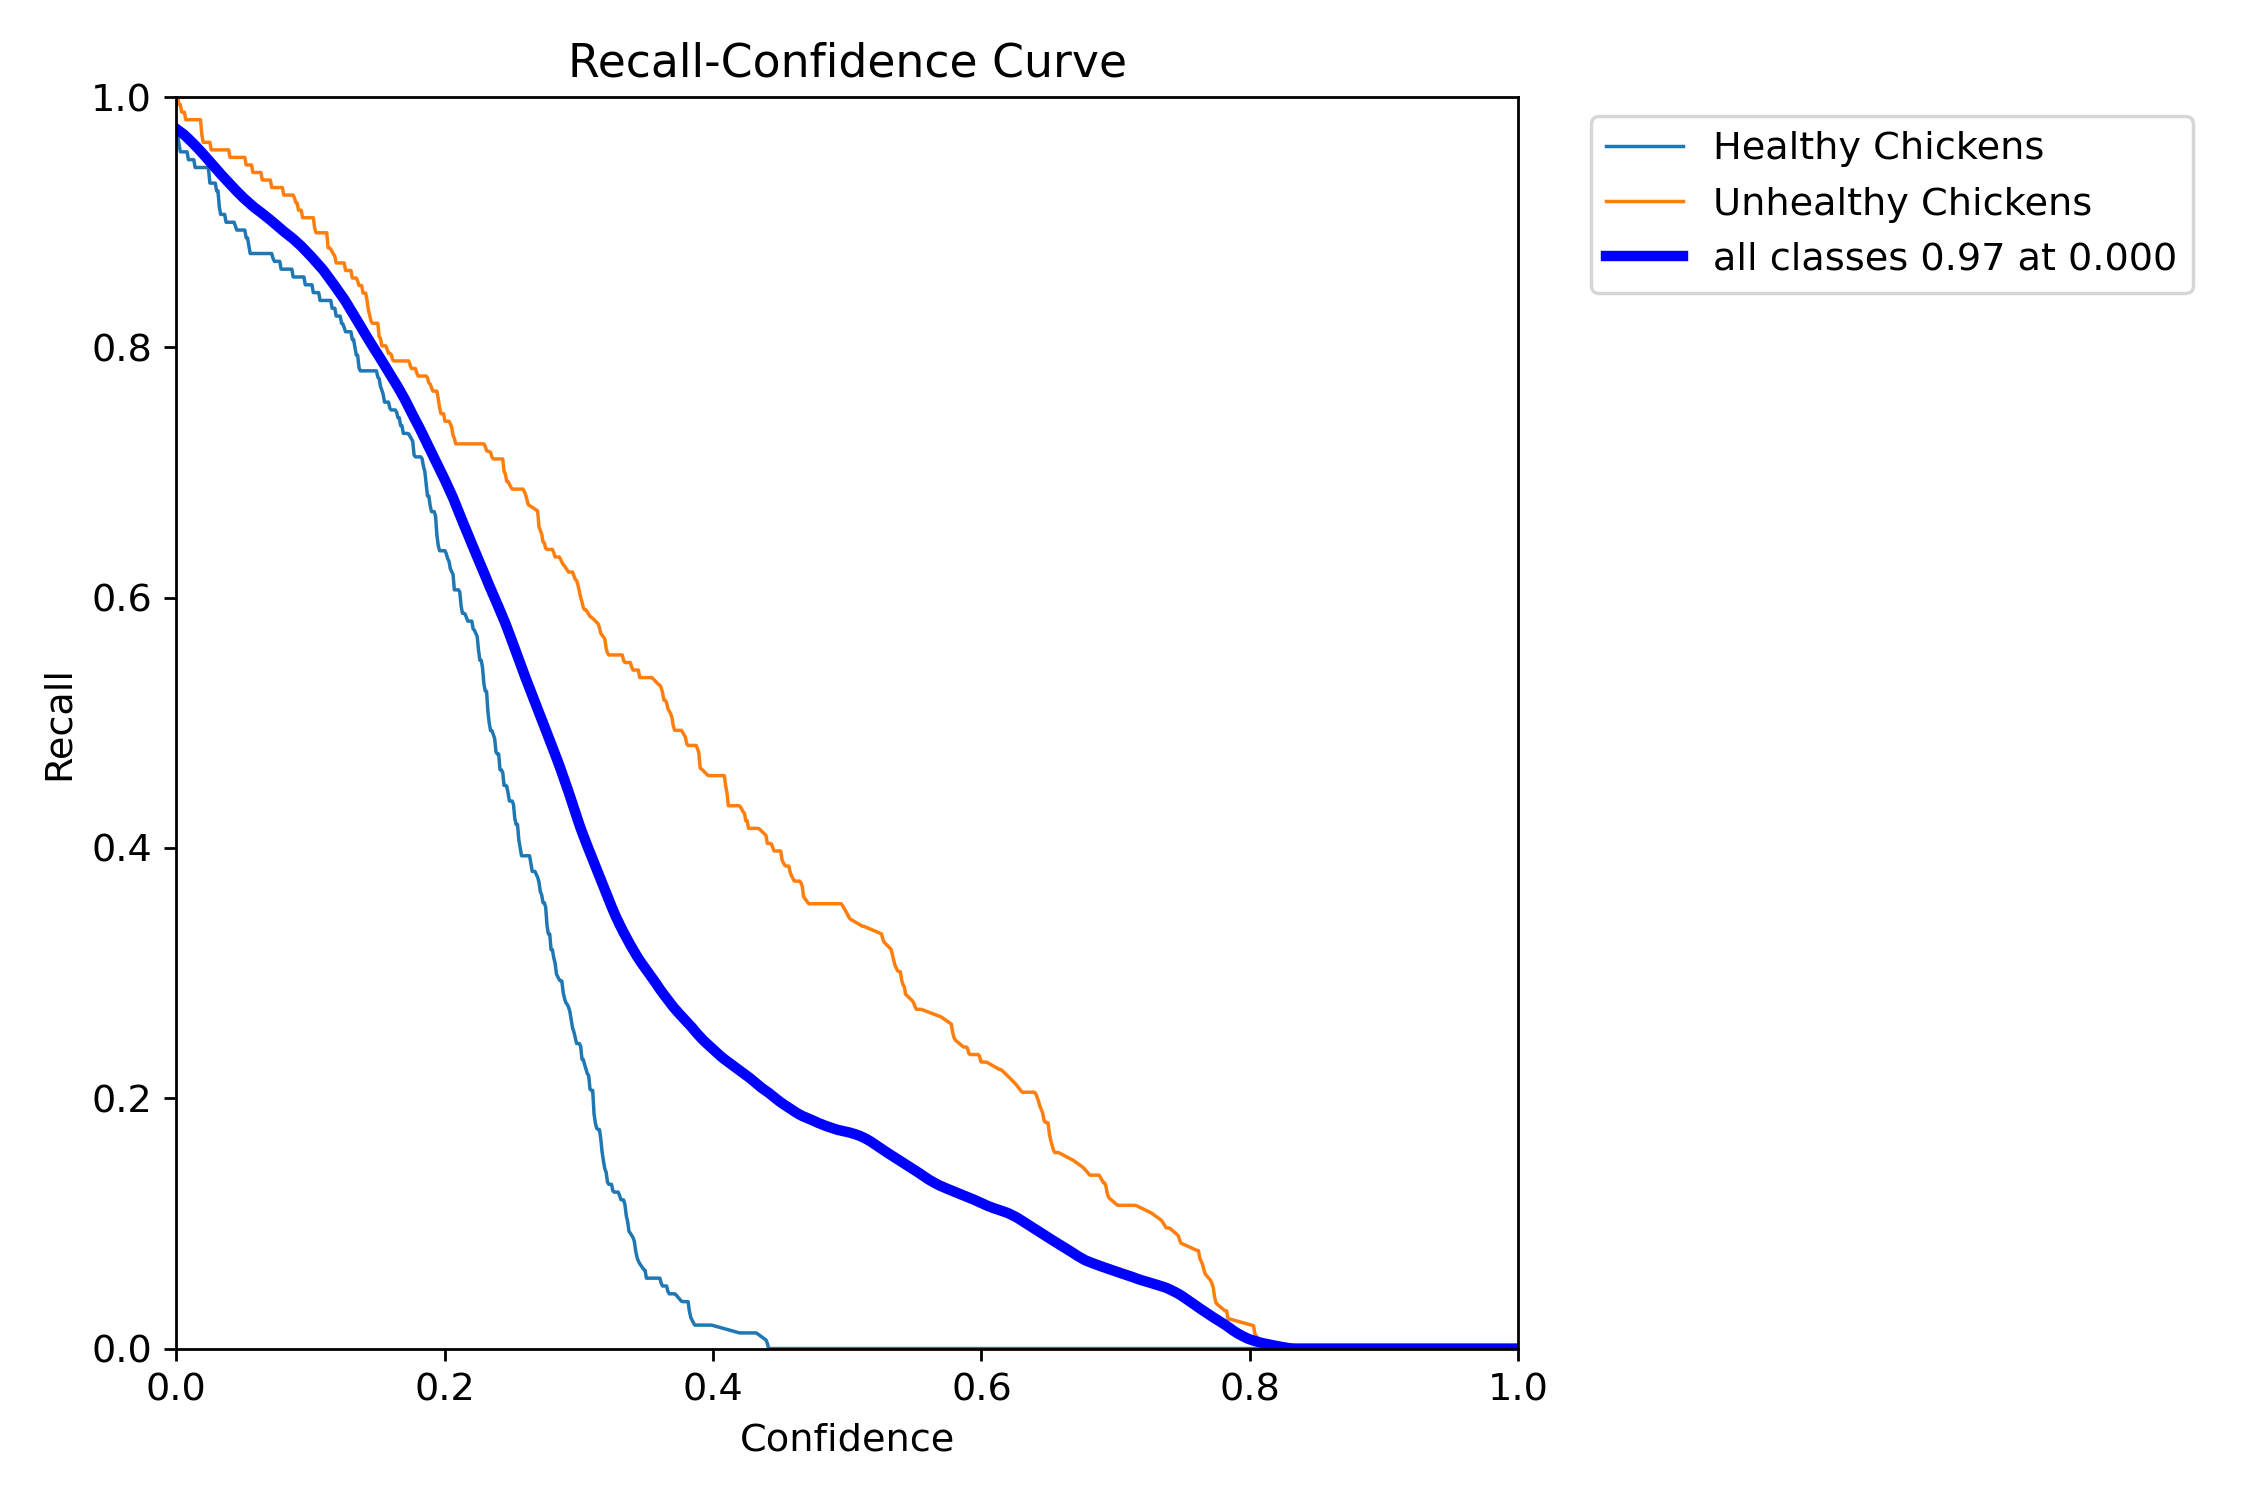 Recall-Confidence Curve
1.0
0.8
0.6
0.4
0.2
0.0
Recall
0.0 0.2 0.4 0.6 0.8 1.0
Confidence
Healthy Chickens
Unhealthy Chickens
all classes 0.97 at 0.000